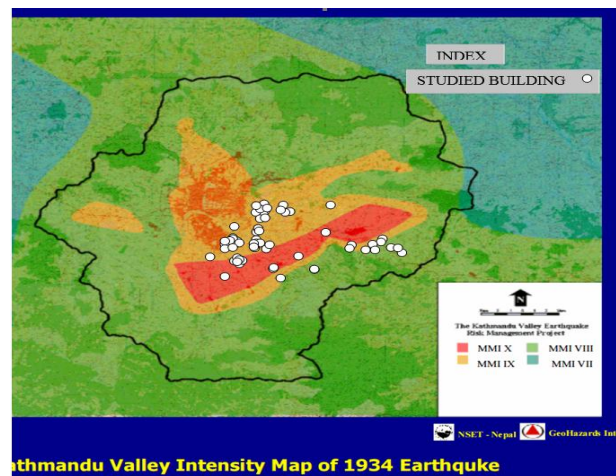 INDEX
STUDIED BUILDING
N
The Kathmandu Valley Earthquake
Risk Management Project
MMI X
MMI VIII
MMI IX
MMI VII
NSET - Nepal
GeoHazards Int
athmandu Valley Intensity Map of 1934 Earthquke